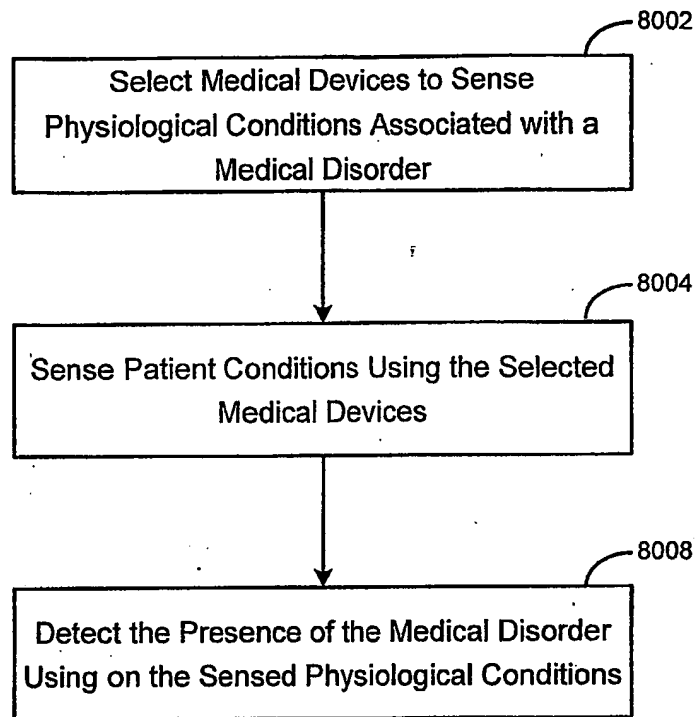 8002
Select Medical Devices to Sense
Physiological Conditions Associated with a
Medical Disorder
8004
Sense Patient Conditions Using the Selected
Medical Devices
8008
Detect the Presence of the Medical Disorder
Using on the Sensed Physiological Conditions